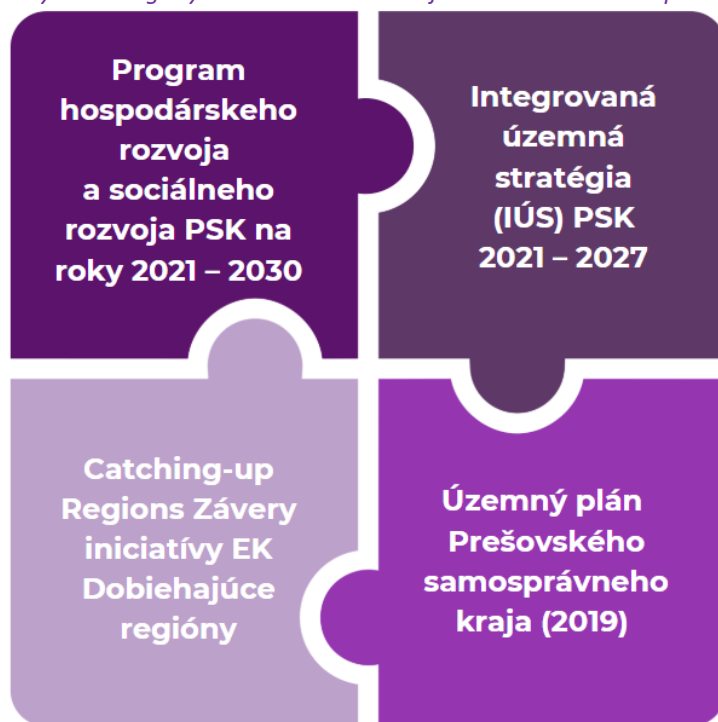 Program
hospodárskeho
rozvoja
a sociálneho
rozvoja PSK na
roky 2021 – 2030
Integrovaná
územná
stratégia
(IÚS) PSK
2021 – 2027
Catching-up
Regions Závery
iniciatívy EK
Dobiehajúce
regióny
Územný plán
Prešovského
samosprávneho
kraja (2019)